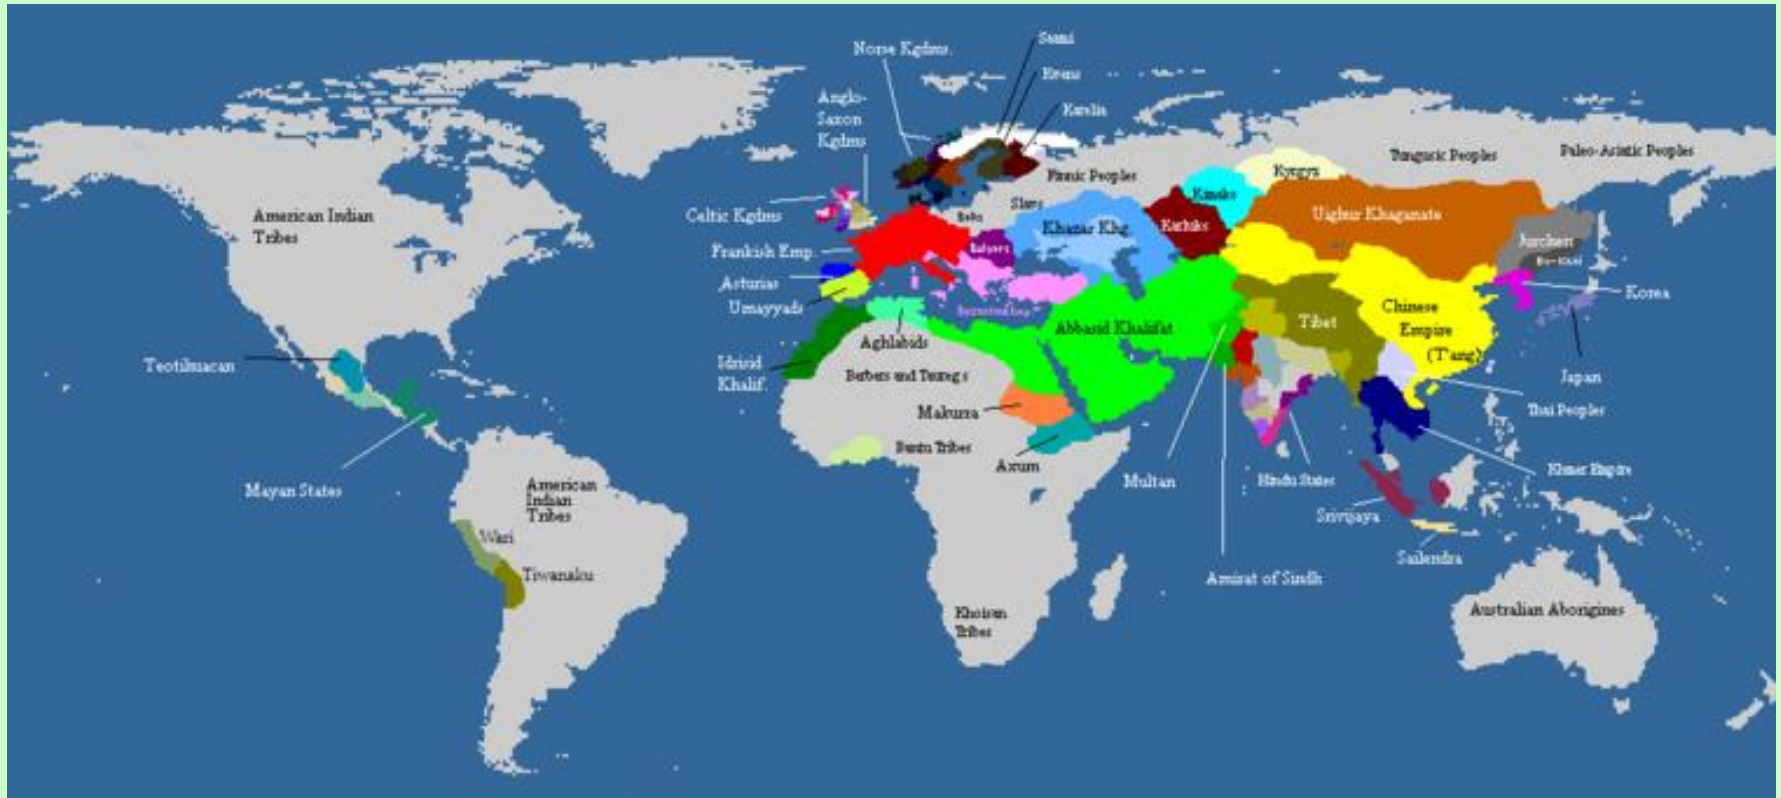 Norse Kgdms.
Saami
Kvens
Karelia
Anglo-
Saxon
Kgdms
Tungusic Peoples
Paleo-Asiatic Peoples
Finnic Peoples
Kyrgyz
Kimaks
Slavs
Balts
American Indian
Tribes
Celtic Kgdms
Khazar Khg.
Karluks
Uighur Khaganate
Jurchen
Frankish Emp.
Bulgars
Asturias
Umayyads
Korea
Byzantine Emp.
Abbasid Khalifat
Tibet
Chinese
Empire
(T'ang)
Aghlabids
Teotihuacan
Idrisid
Khalif.
Berbers and Tuaregs
Japan
Makurra
Thai Peoples
Bantu Tribes
Axum
Multan
Hindu States
Khmer Empire
Mayan States
American
Indian
Tribes
Srivijaya
Wari
Sailendra
Tiwanaku
Amirat of Sindh
Khoisan
Tribes
Australian Aborigines